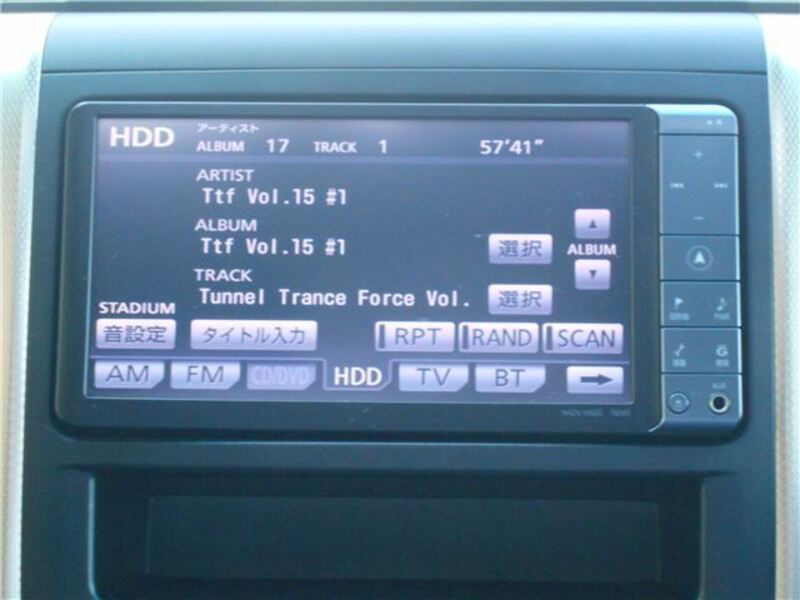 HDD
アーティスト
ALBUM 17 TRACK 1 57'41"
ARTIST
Ttf Vol.15 #1
ALBUM
Ttf Vol.15 #1
選択
ALBUM
TRACK
Tunnel Trance Force Vol.
選択
STADIUM
音設定
タイトル入力
RPT
RAND
SCAN
AM
FM
CD/DVD
HDD
TV
BT
AUX